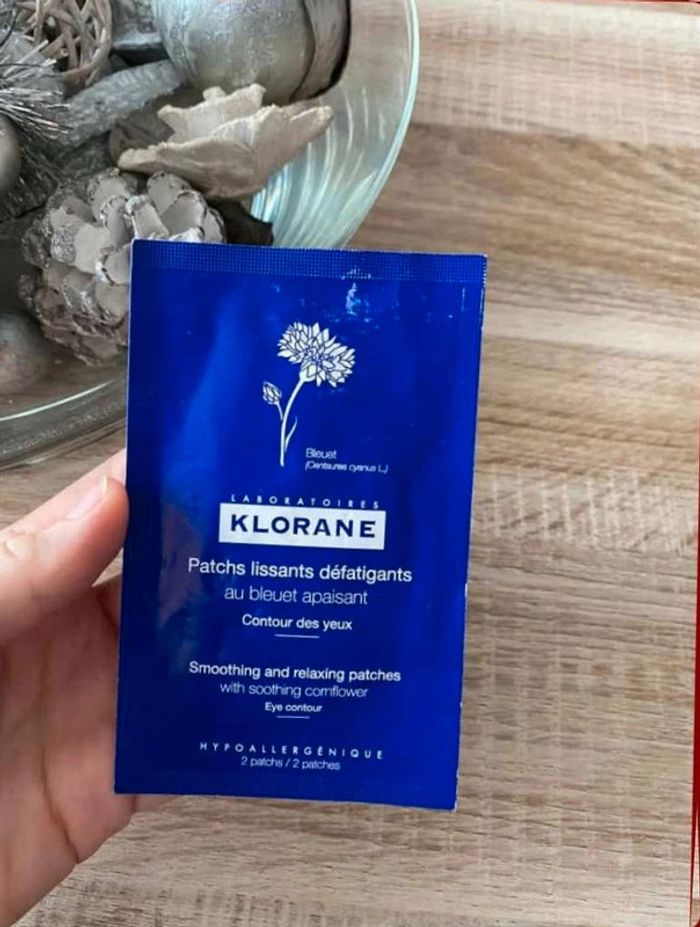 Bleuet
(Centaurea cyanus L.)
LABORATOIRES
KLORANE
Patchs lissants défatigants
au bleuet apaisant
Contour des yeux
Smoothing and relaxing patches
with soothing cornflower
Eye contour
HYPOALLERGÉNIQUE
2 patchs / 2 patches